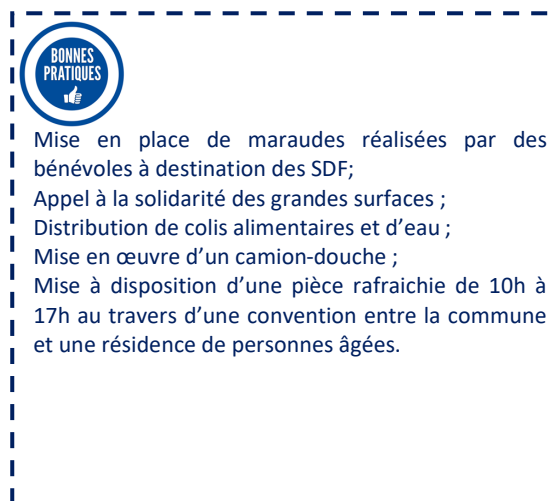 BONNES
PRATIQUES
Mise en place de maraudes réalisées par des
bénévoles à destination des SDF;
Appel à la solidarité des grandes surfaces ;
Distribution de colis alimentaires et d’eau ;
Mise en œuvre d’un camion-douche ;
Mise à disposition d’une pièce rafraichie de 10h à
17h au travers d’une convention entre la commune
et une résidence de personnes âgées.